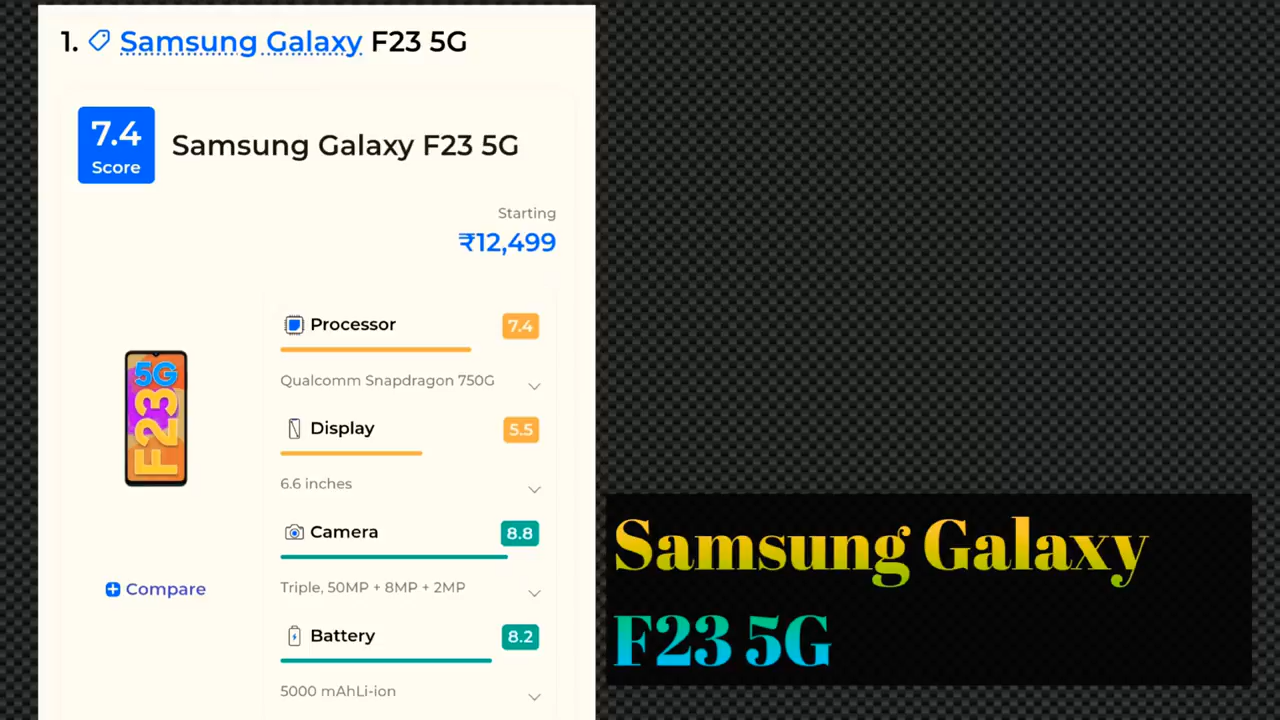 1. Samsung Galaxy F23 5G
7.4
Score
Samsung Galaxy F23 5G
Starting
₹12,499
Processor 7.4
Qualcomm Snapdragon 750G
Display 5.5
6.6 inches
Camera 8.8
Triple, 50MP + 8MP + 2MP
Battery 8.2
5000 mAhLi-ion
5G
F23
Compare
Samsung Galaxy
F23 5G